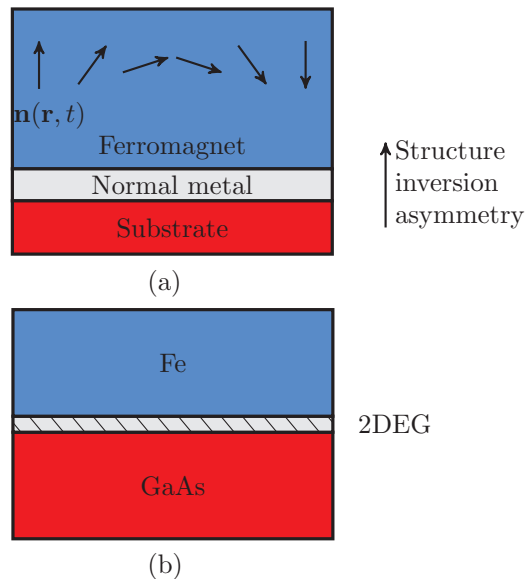 n(r, t)
Ferromagnet
Normal metal
Substrate
Structure
inversion
asymmetry
(a)
Fe
2DEG
GaAs
(b)